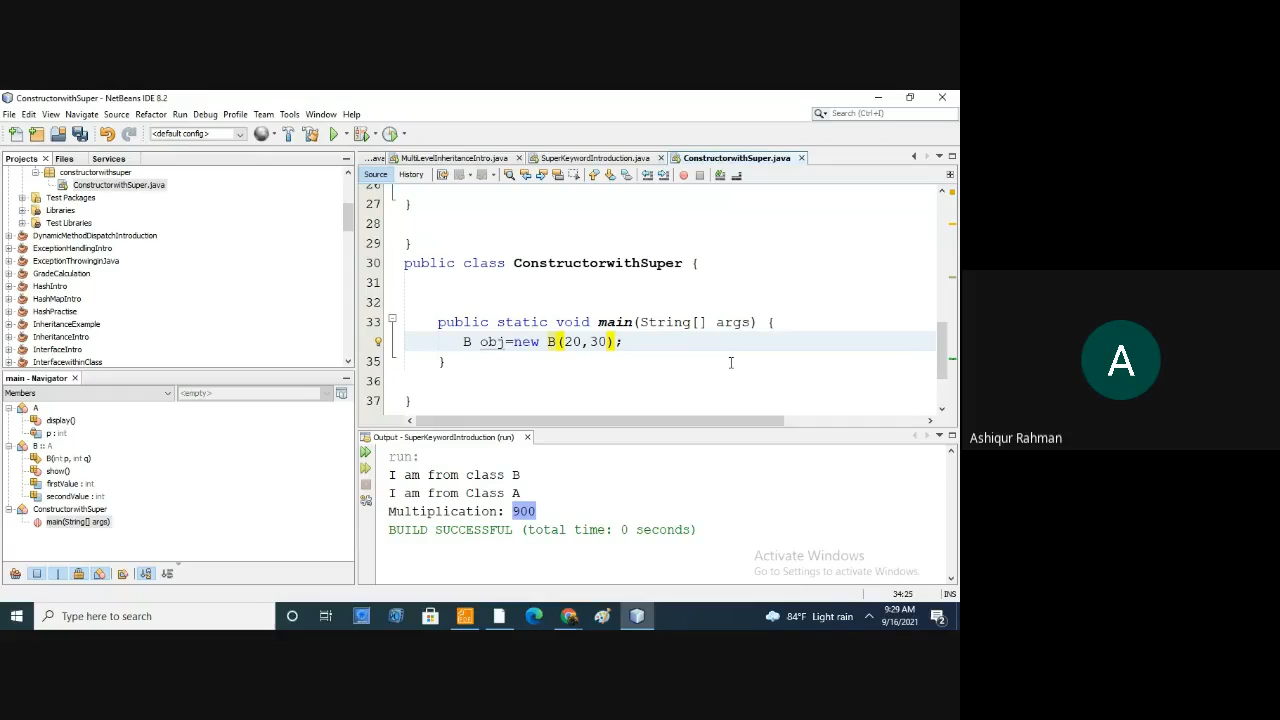 ConstructorwithSuper - NetBeans IDE 8.2
File Edit View Navigate Source Refactor Run Debug Profile Team Tools Window Help
Search (Ctrl+I)
<default config>
Projects Files Services
...ava MultiLevelInheritanceIntro.java SuperKeywordIntroduction.java ConstructorwithSuper.java
Source History
constructorwithsuper
ConstructorwithSuper.java
Test Packages
Libraries
Test Libraries
DynamicMethodDispatchIntroduction
ExceptionHandlingIntro
ExceptionThrowinginJava
GradeCalculation
HashIntro
HashMapIntro
HashPractise
InheritanceExample
InheritanceIntro
InterfaceIntro
InterfacewithinClass
26
27 }
28
29 }
30 public class ConstructorwithSuper {
31
32
33 public static void main(String[] args) {
B obj=new B(20,30);
35 }
36
37 }
main - Navigator
Members <empty>
A
display()
p : int
B :: A
B(int p, int q)
show()
firstValue : int
secondValue : int
ConstructorwithSuper
main(String[] args)
Output - SuperKeywordIntroduction (run)
run:
I am from class B
I am from Class A
Multiplication: 900
BUILD SUCCESSFUL (total time: 0 seconds)
Activate Windows
Go to Settings to activate Windows.
34:25 INS
Type here to search
84°F Light rain
9:29 AM
9/16/2021
2
A
Ashiqur Rahman